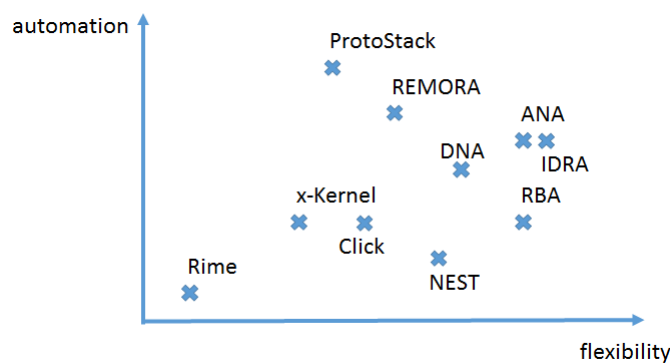 automation
ProtoStack
REMORA
ANA
DNA
IDRA
x-Kernel
RBA
Click
Rime
NEST
flexibility